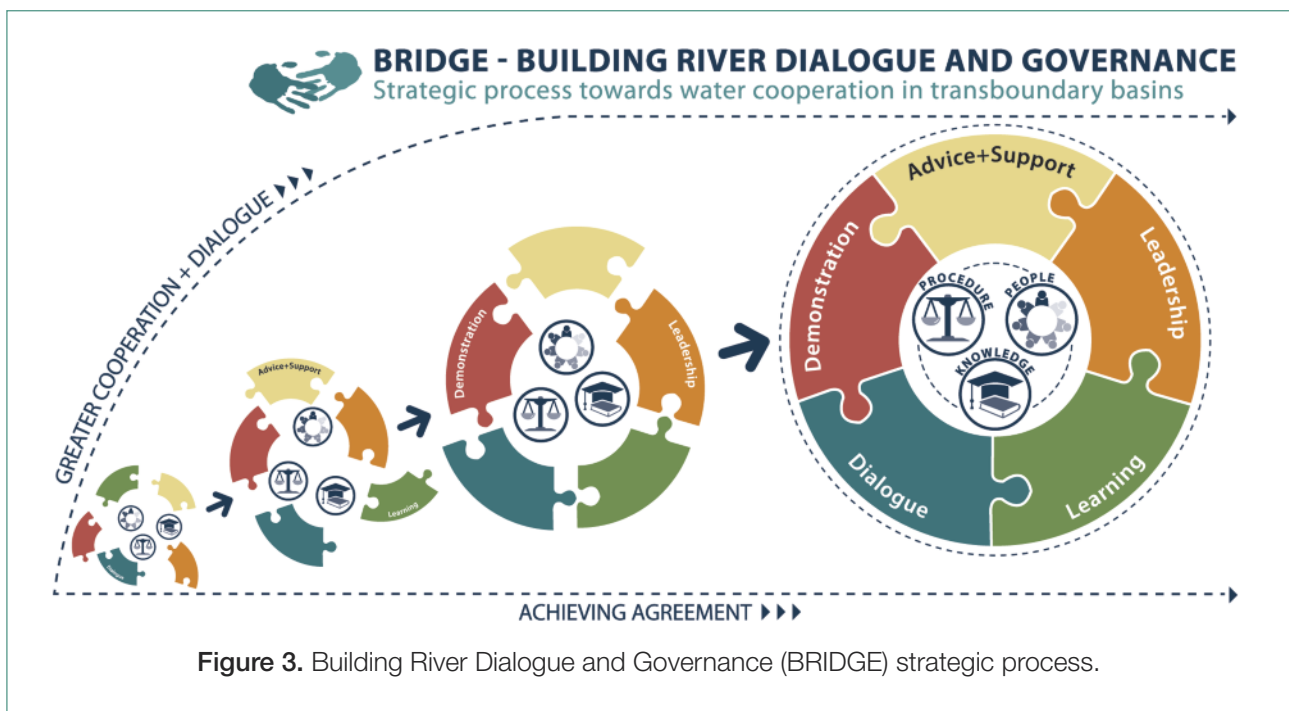 BRIDGE - BUILDING RIVER DIALOGUE AND GOVERNANCE
Strategic process towards water cooperation in transboundary basins
GREATER COOPERATION + DIALOGUE
Dialogue
Advice+Support
Learning
Demonstration
Leadership
Advice+Support
Demonstration
Leadership
Dialogue
Learning
PROCEDURE
PEOPLE
KNOWLEDGE
ACHIEVING AGREEMENT
Figure 3. Building River Dialogue and Governance (BRIDGE) strategic process.